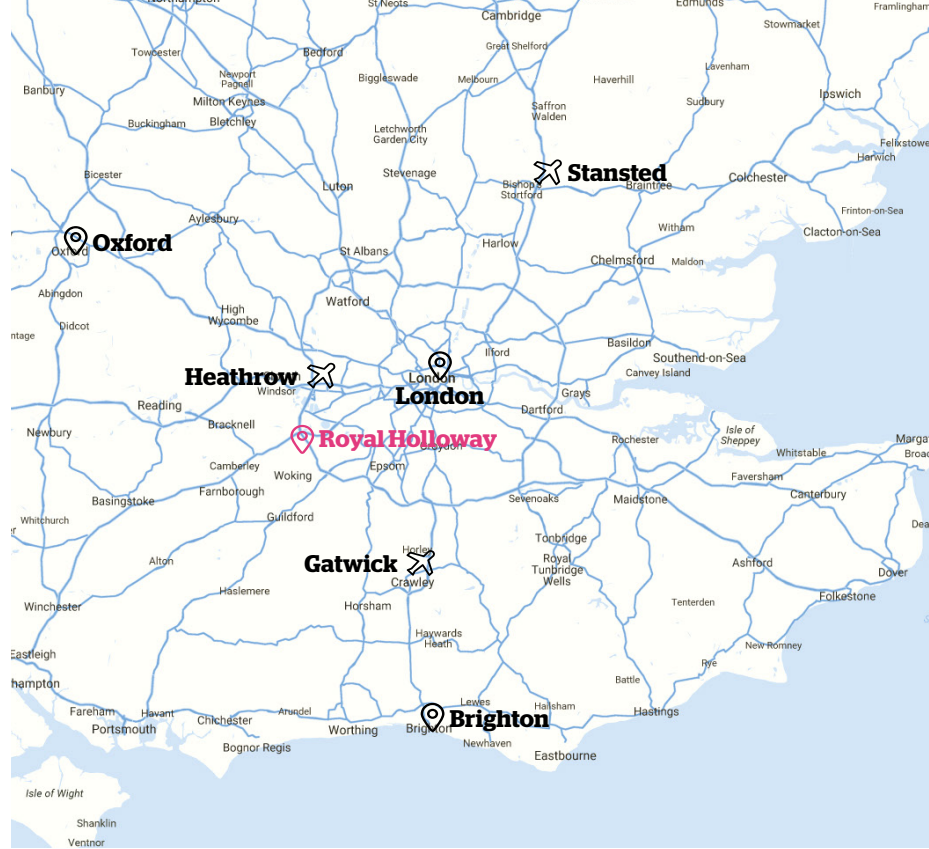 Northampton
St Neots
Edmunds
Framlingham
Cambridge
Stowmarket
Towcester
Bedford
Great Shelford
Lavenham
Newport
Pagnell
Biggleswade
Melbourn
Haverhill
Banbury
Milton Keynes
Saffron
Walden
Sudbury
Ipswich
Buckingham
Bletchley
Letchworth
Garden City
Felixstowe
Harwich
Bicester
Luton
Stevenage
Bishop's
Stortford
Stansted
Braintree
Colchester
Aylesbury
Frinton-on-Sea
Witham
Clacton-on-Sea
Oxford
Oxford
St Albans
Harlow
Chelmsford
Maldon
Abingdon
Watford
High
Wycombe
Didcot
ntage
Ilford
Basildon
Southend-on-Sea
Canvey Island
Heathrow
Windsor
London
London
Grays
Reading
Dartford
Bracknell
Newbury
Royal Holloway
Croydon
Rochester
Isle of
Sheppey
Whitstable
Marga
Broad
Camberley
Epsom
Woking
Faversham
Farnborough
Canterbury
Basingstoke
Sevenoaks
Maidstone
Whitchurch
er
Guildford
Dea
Tonbridge
Gatwick
Horley
Alton
Royal
Tunbridge
Wells
Ashford
Dover
Crawley
Haslemere
Folkestone
Winchester
Horsham
Tenterden
Haywards
Heath
New Romney
Eastleigh
Rye
hampton
Battle
Fareham
Havant
Chichester
Arundel
Lewes
Hailsham
Hastings
Portsmouth
Worthing
Brighton
Brighton
Bognor Regis
Newhaven
Eastbourne
Isle of Wight
Shanklin
Ventnor